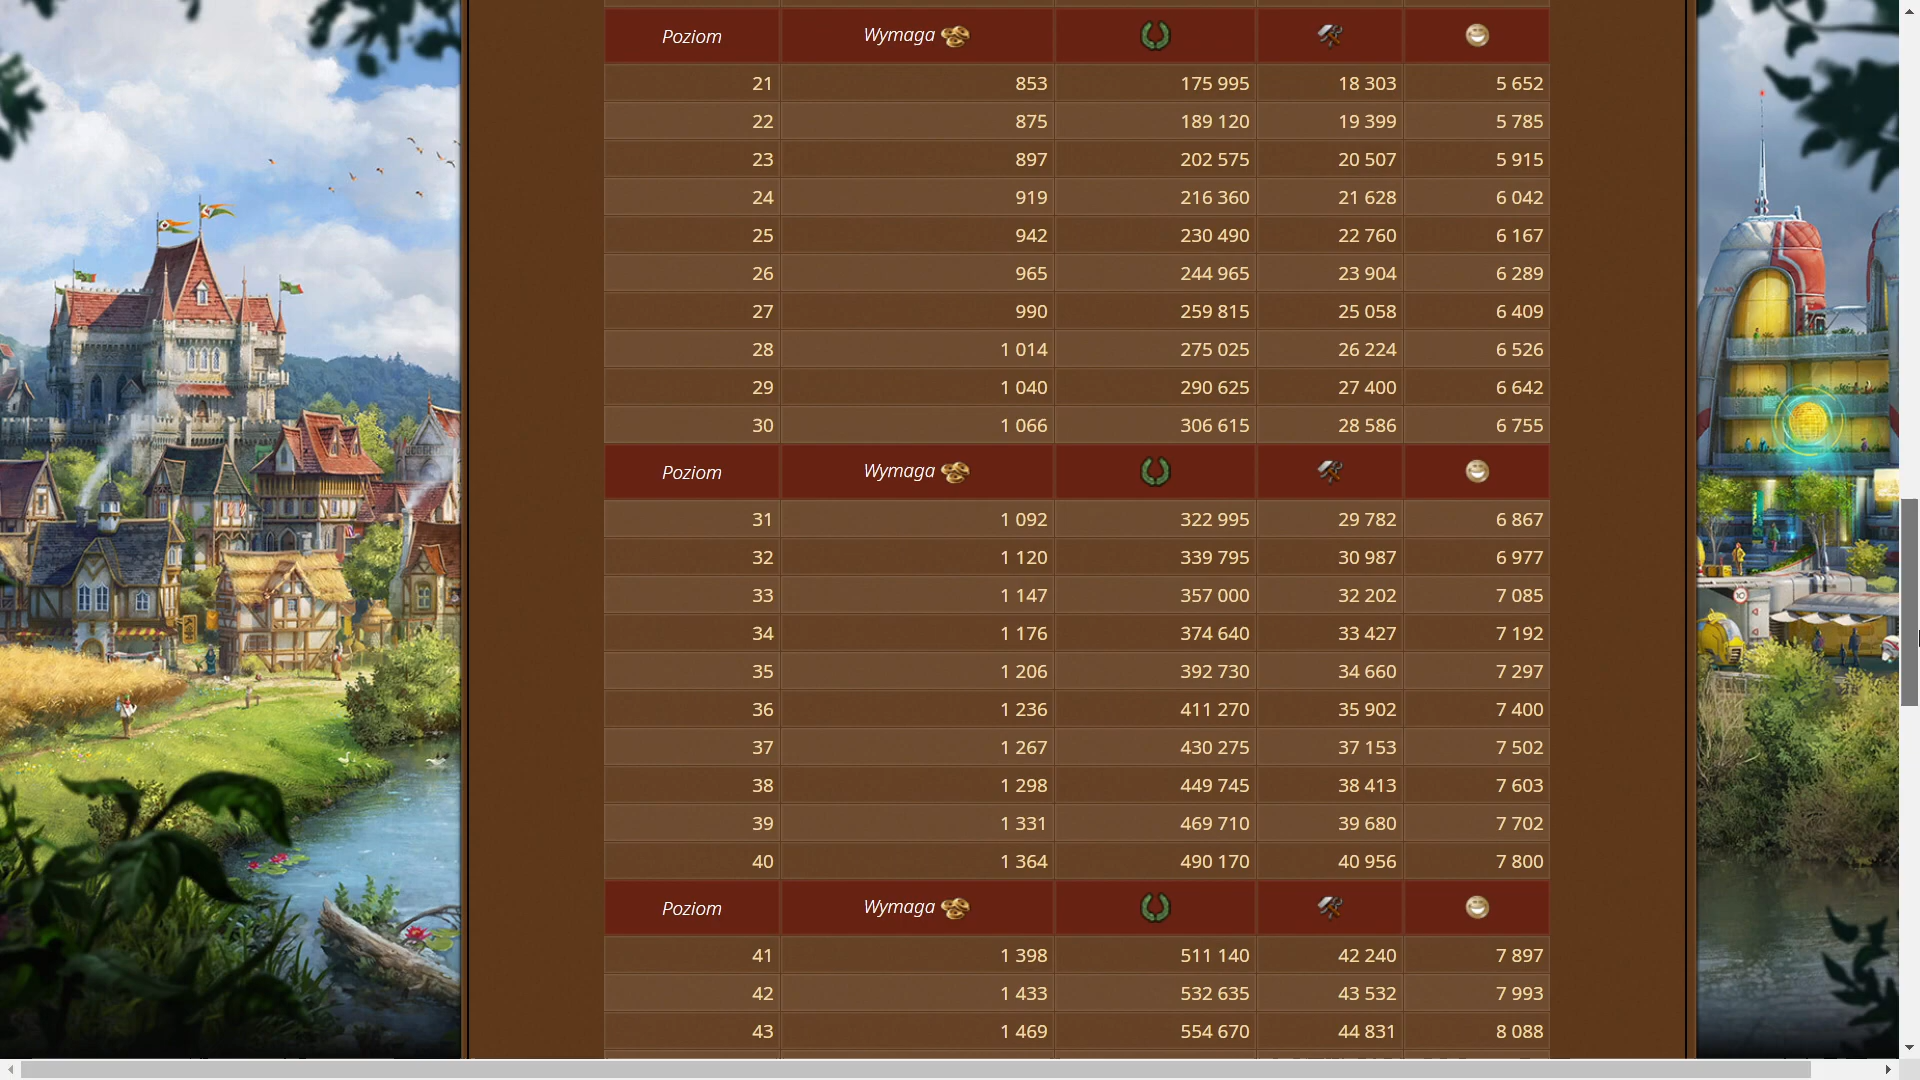 Poziom Wymaga
21 853 175 995 18 303 5 652
22 875 189 120 19 399 5 785
23 897 202 575 20 507 5 915
24 919 216 360 21 628 6 042
25 942 230 490 22 760 6 167
26 965 244 965 23 904 6 289
27 990 259 815 25 058 6 409
28 1 014 275 025 26 224 6 526
29 1 040 290 625 27 400 6 642
30 1 066 306 615 28 586 6 755
Poziom Wymaga
31 1 092 322 995 29 782 6 867
32 1 120 339 795 30 987 6 977
33 1 147 357 000 32 202 7 085
34 1 176 374 640 33 427 7 192
35 1 206 392 730 34 660 7 297
36 1 236 411 270 35 902 7 400
37 1 267 430 275 37 153 7 502
38 1 298 449 745 38 413 7 603
39 1 331 469 710 39 680 7 702
40 1 364 490 170 40 956 7 800
Poziom Wymaga
41 1 398 511 140 42 240 7 897
42 1 433 532 635 43 532 7 993
43 1 469 554 670 44 831 8 088